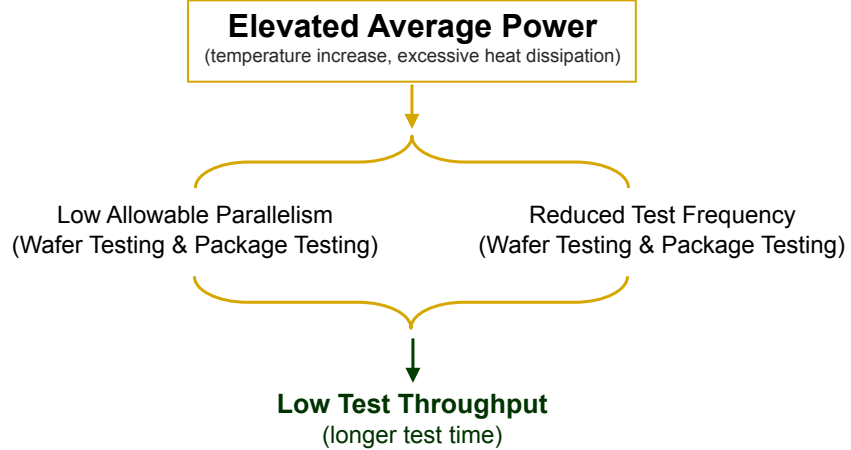 Elevated Average Power
(temperature increase, excessive heat dissipation)
Low Allowable Parallelism
(Wafer Testing & Package Testing)
Reduced Test Frequency
(Wafer Testing & Package Testing)
Low Test Throughput
(longer test time)